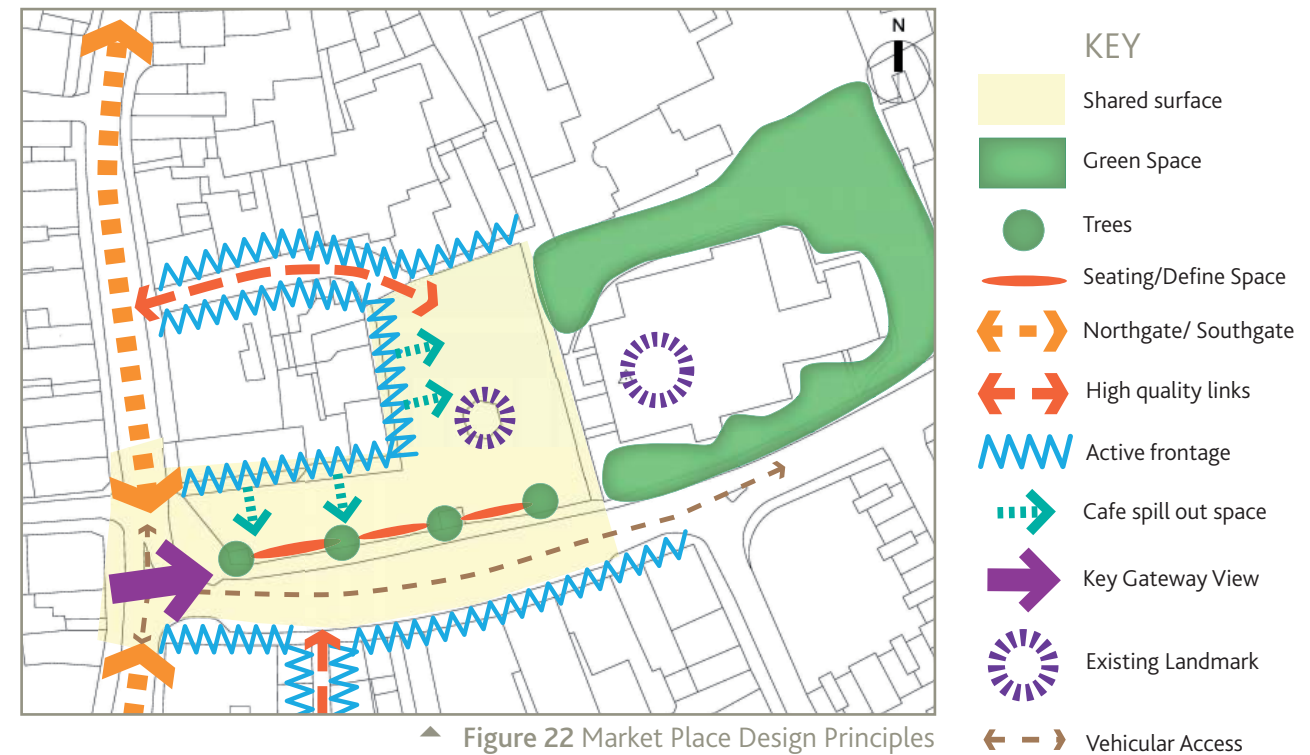 N
KEY
Shared surface
Green Space
Trees
Seating/Define Space
Northgate/ Southgate
High quality links
Active frontage
Cafe spill out space
Key Gateway View
Existing Landmark
Vehicular Access
Figure 22 Market Place Design Principles